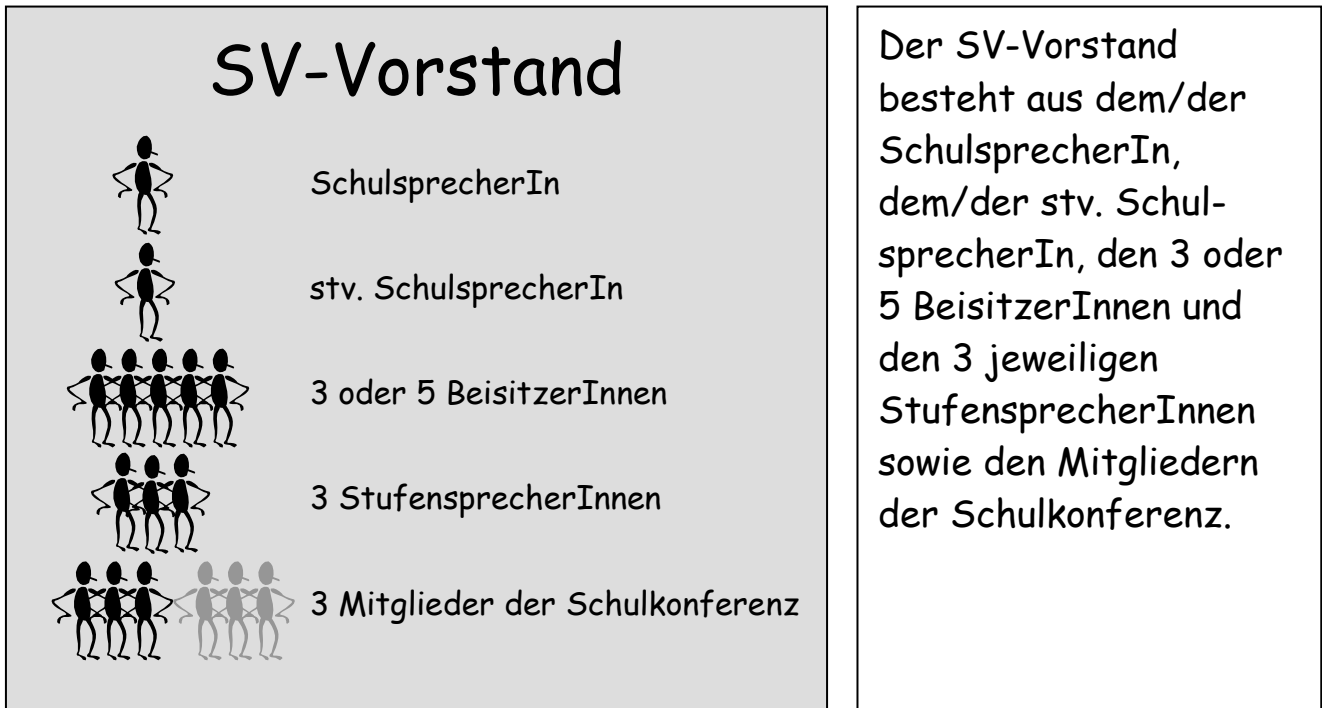 SV-Vorstand
SchulsprecherIn
stv. SchulsprecherIn
3 oder 5 BeisitzerInnen
3 StufensprecherInnen
3 Mitglieder der Schulkonferenz
Der SV-Vorstand
besteht aus dem/der
SchulsprecherIn,
dem/der stv. Schul-
sprecherIn, den 3 oder
5 BeisitzerInnen und
den 3 jeweiligen
StufensprecherInnen
sowie den Mitgliedern
der Schulkonferenz.